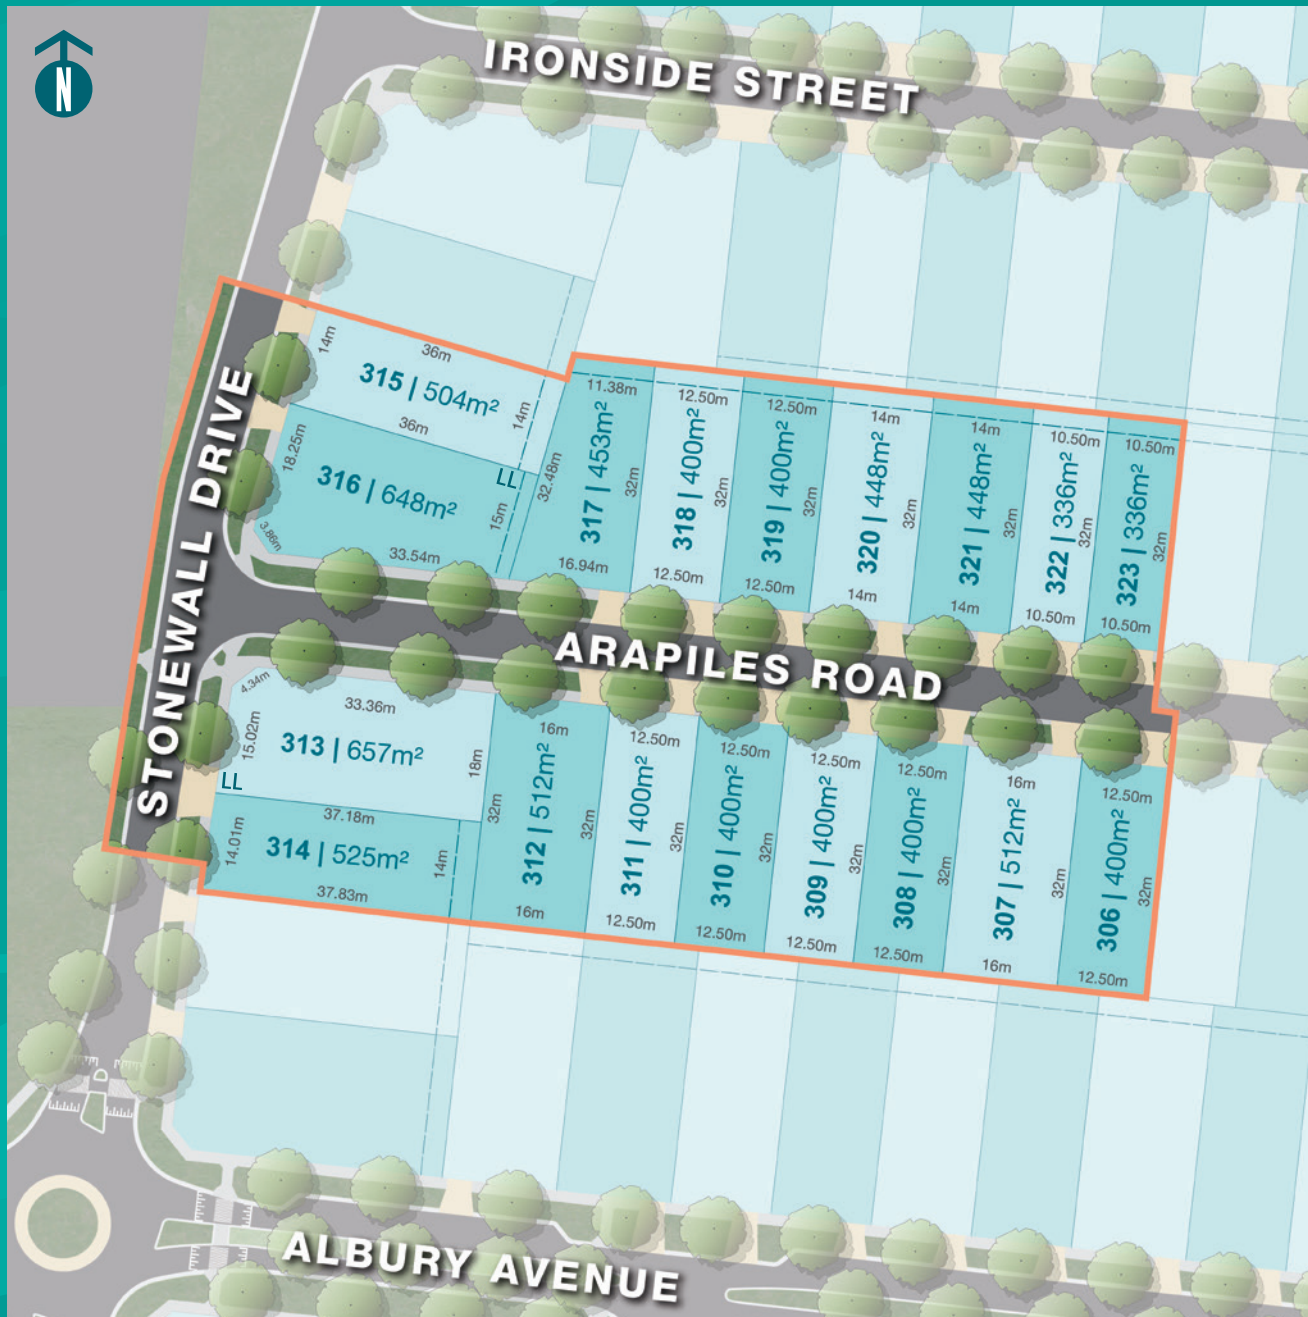 N
IRONSIDE STREET
STONEWALL DRIVE
14m
36m
315 | 504m²
14m
36m
18.25m
316 | 648m²
LL
15m
3.86m
33.54m
11.38m
32.48m
317 | 453m²
32m
16.94m
12.50m
318 | 400m²
32m
12.50m
12.50m
319 | 400m²
32m
12.50m
14m
320 | 448m²
32m
14m
14m
321 | 448m²
32m
14m
10.50m
322 | 336m²
32m
10.50m
10.50m
323 | 336m²
32m
10.50m
ARAPILES ROAD
4.34m
33.36m
15.02m
313 | 657m²
18m
LL
37.18m
14.01m
314 | 525m²
14m
37.83m
16m
32m
312 | 512m²
32m
16m
12.50m
311 | 400m²
32m
12.50m
12.50m
310 | 400m²
32m
12.50m
12.50m
309 | 400m²
32m
12.50m
12.50m
308 | 400m²
32m
12.50m
16m
307 | 512m²
32m
16m
12.50m
306 | 400m²
32m
12.50m
ALBURY AVENUE